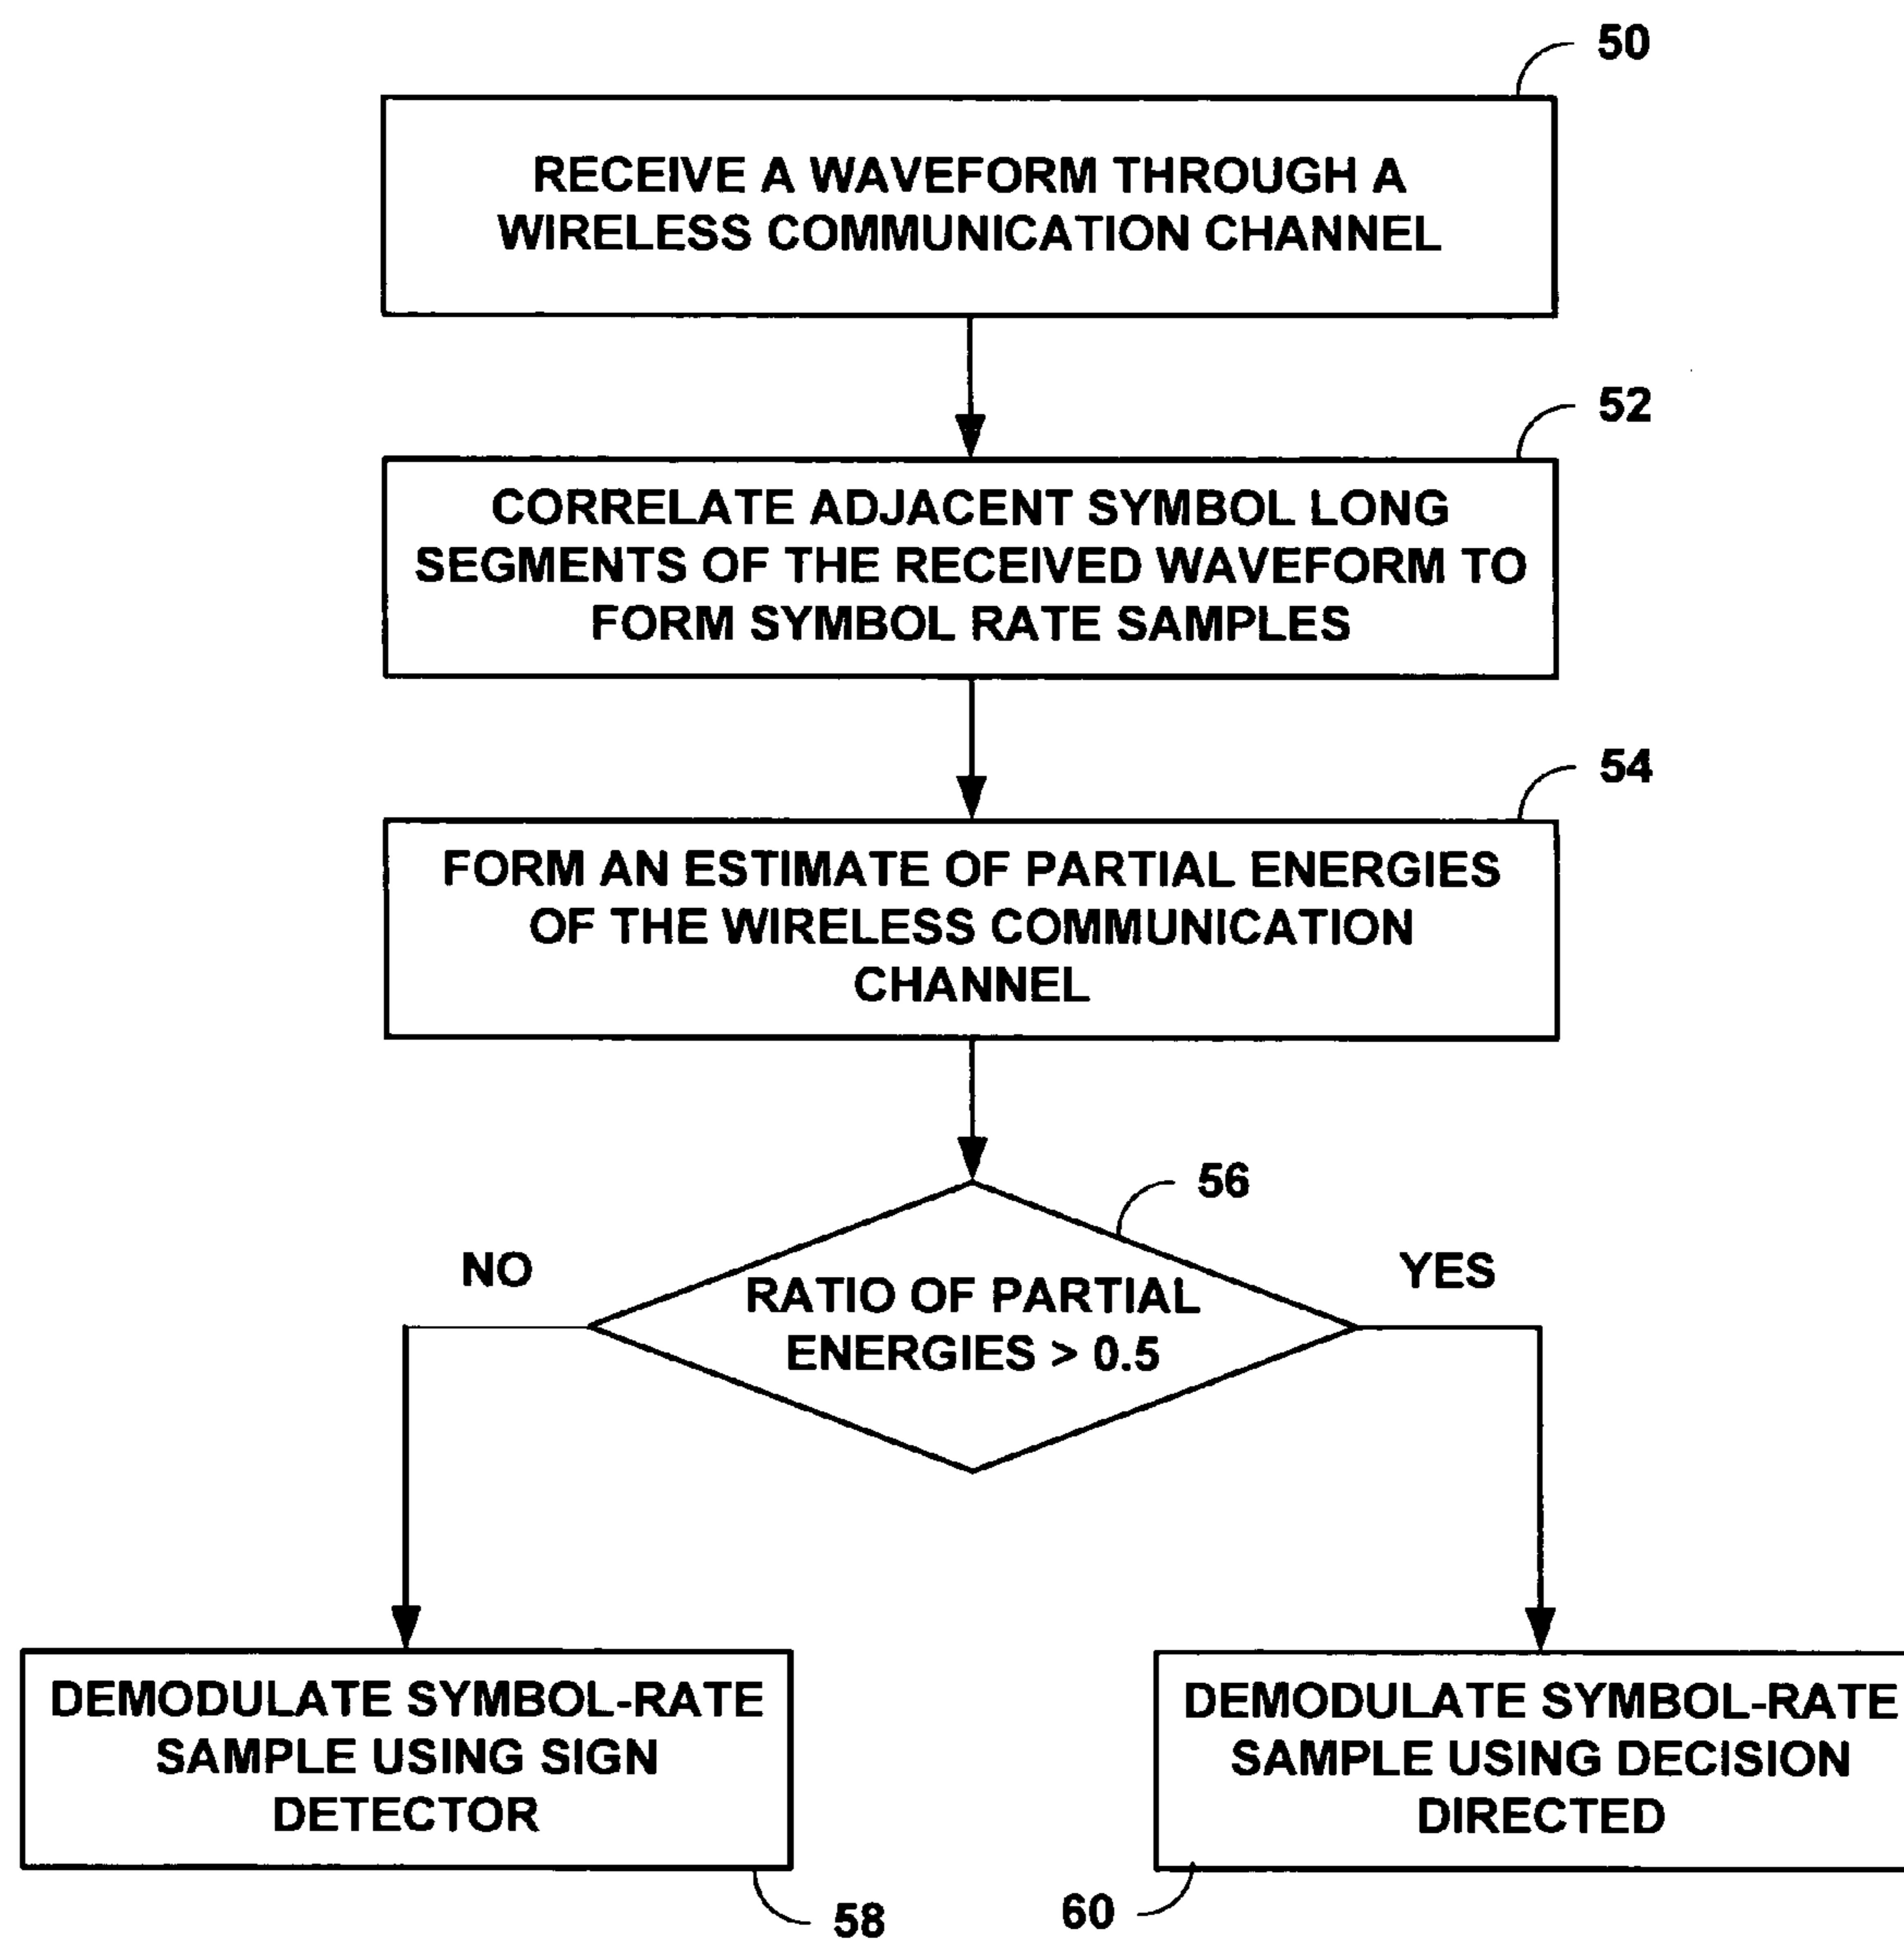 50
RECEIVE A WAVEFORM THROUGH A
WIRELESS COMMUNICATION CHANNEL
52
CORRELATE ADJACENT SYMBOL LONG
SEGMENTS OF THE RECEIVED WAVEFORM TO
FORM SYMBOL RATE SAMPLES
54
FORM AN ESTIMATE OF PARTIAL ENERGIES
OF THE WIRELESS COMMUNICATION
CHANNEL
56
NO
YES
RATIO OF PARTIAL
ENERGIES > 0.5
DEMODULATE SYMBOL-RATE
SAMPLE USING SIGN
DETECTOR
58
DEMODULATE SYMBOL-RATE
SAMPLE USING DECISION
DIRECTED
60